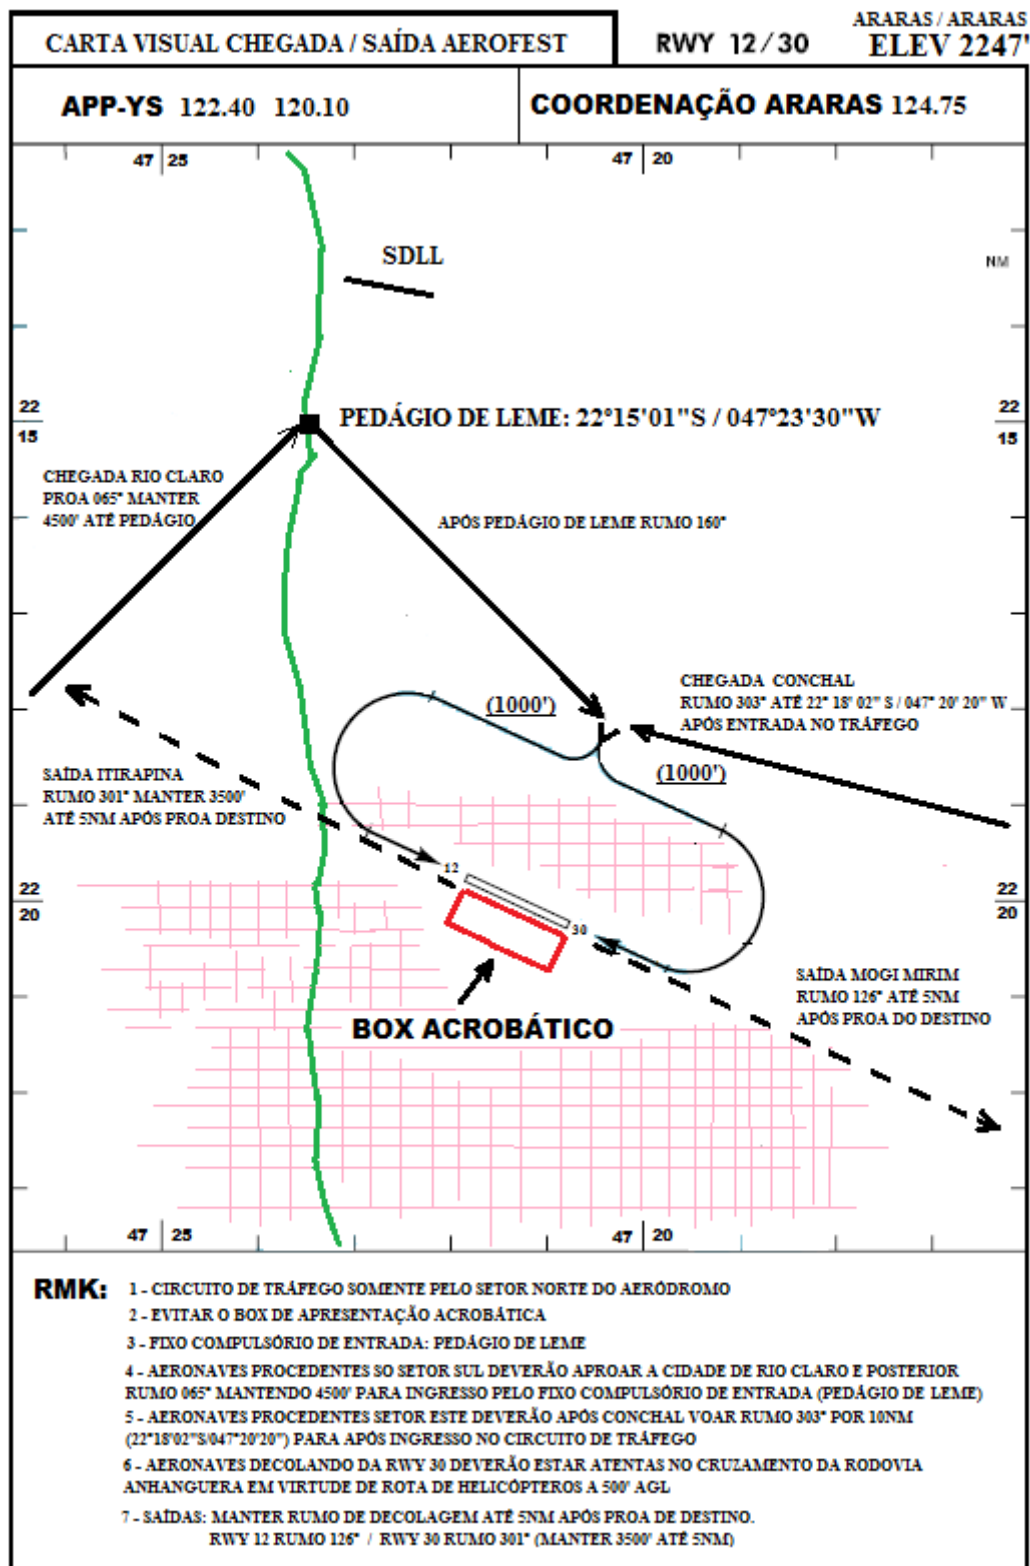 CARTA VISUAL CHEGADA / SAÍDA AEROFEST
RWY 12/30
ARARAS / ARARAS
ELEV 2247'
APP-YS 122.40 120.10
COORDENAÇÃO ARARAS 124.75
47 25
47 20
SDLL
NM
22
15
PEDÁGIO DE LEME: 22°15'01"S / 047°23'30"W
22
15
CHEGADA RIO CLARO
PROA 065° MANTER
4500' ATÉ PEDÁGIO
APÓS PEDÁGIO DE LEME RUMO 160°
CHEGADA CONCHAL
RUMO 303° ATÉ 22° 18' 02" S / 047° 20' 20" W
APÓS ENTRADA NO TRÁFEGO
(1000')
(1000')
SAÍDA ITIRAPINA
RUMO 301° MANTER 3500'
ATÉ 5NM APÓS PROA DESTINO
12
30
22
20
22
20
SAÍDA MOGI MIRIM
RUMO 126° ATÉ 5NM
APÓS PROA DO DESTINO
BOX ACROBÁTICO
47 25
47 20
RMK: 1 - CIRCUITO DE TRÁFEGO SOMENTE PELO SETOR NORTE DO AERÓDROMO
2 - EVITAR O BOX DE APRESENTAÇÃO ACROBÁTICA
3 - FIXO COMPULSÓRIO DE ENTRADA: PEDÁGIO DE LEME
4 - AERONAVES PROCEDENTES SO SETOR SUL DEVERÃO APROAR A CIDADE DE RIO CLARO E POSTERIOR
RUMO 065° MANTENDO 4500' PARA INGRESSO PELO FIXO COMPULSÓRIO DE ENTRADA (PEDÁGIO DE LEME)
5 - AERONAVES PROCEDENTES SETOR ESTE DEVERÃO APÓS CONCHAL VOAR RUMO 303° POR 10NM
(22°18'02"S/047°20'20") PARA APÓS INGRESSO NO CIRCUITO DE TRÁFEGO
6 - AERONAVES DECOLANDO DA RWY 30 DEVERÃO ESTAR ATENTAS NO CRUZAMENTO DA RODOVIA
ANHANGUERA EM VIRTUDE DE ROTA DE HELICÓPTEROS A 500' AGL
7 - SAÍDAS: MANTER RUMO DE DECOLAGEM ATÉ 5NM APÓS PROA DE DESTINO.
RWY 12 RUMO 126° / RWY 30 RUMO 301° (MANTER 3500' ATÉ 5NM)